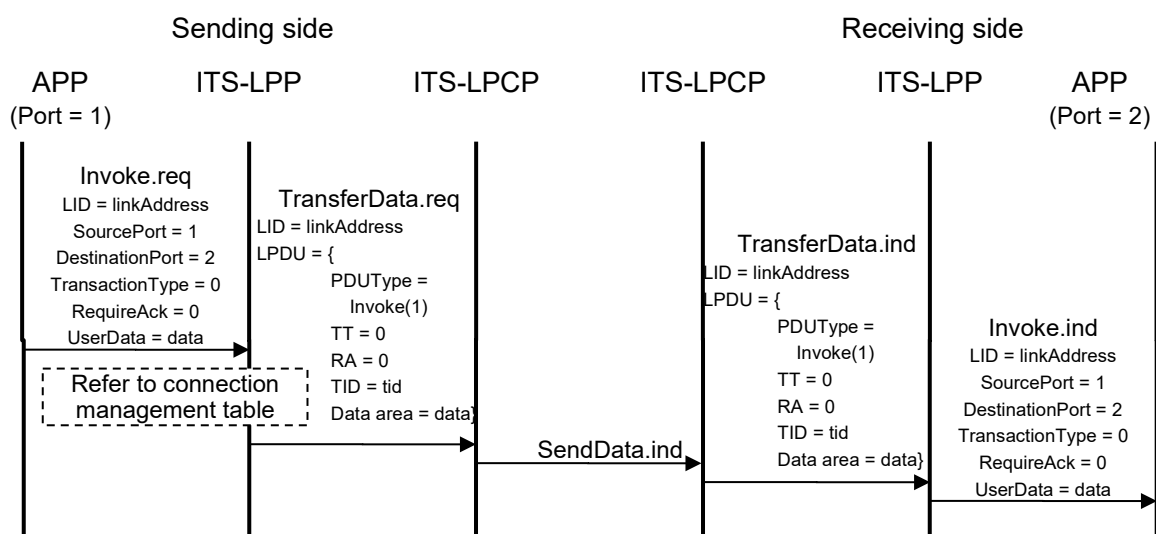 Sending side
Receiving side
APP
(Port = 1)
ITS-LPP
ITS-LPCP
ITS-LPCP
ITS-LPP
APP
(Port = 2)
Invoke.req
LID = linkAddress
SourcePort = 1
DestinationPort = 2
TransactionType = 0
RequireAck = 0
UserData = data
Refer to connection
management table
TransferData.req
LID = linkAddress
LPDU = {
PDUType =
Invoke(1)
TT = 0
RA = 0
TID = tid
Data area = data}
SendData.ind
TransferData.ind
LID = linkAddress
LPDU = {
PDUType =
Invoke(1)
TT = 0
RA = 0
TID = tid
Data area = data}
Invoke.ind
LID = linkAddress
SourcePort = 1
DestinationPort = 2
TransactionType = 0
RequireAck = 0
UserData = data